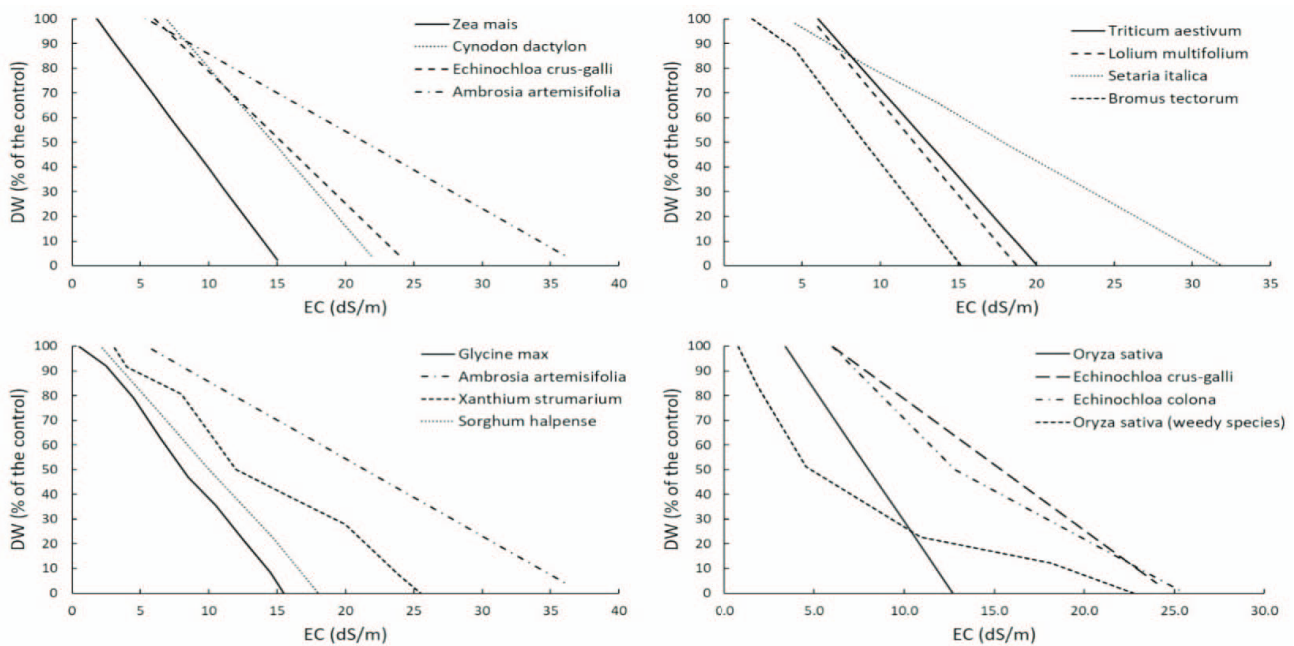 DW (% of the control)
100
90
80
70
60
50
40
30
20
10
0
0 5 10 15 20 25 30 35 40
EC (dS/m)
Zea mais
Cynodon dactylon
Echinochloa crus-galli
Ambrosia artemisifolia
DW (% of the control)
100
90
80
70
60
50
40
30
20
10
0
0 5 10 15 20 25 30 35
EC (dS/m)
Triticum aestivum
Lolium multifolium
Setaria italica
Bromus tectorum
DW (% of the control)
100
90
80
70
60
50
40
30
20
10
0
0 5 10 15 20 25 30 35 40
EC (dS/m)
Glycine max
Ambrosia artemisifolia
Xanthium strumarium
Sorghum halpense
DW (% of the control)
100
90
80
70
60
50
40
30
20
10
0
0.0 5.0 10.0 15.0 20.0 25.0 30.0
EC (dS/m)
Oryza sativa
Echinochloa crus-galli
Echinochloa colona
Oryza sativa (weedy species)